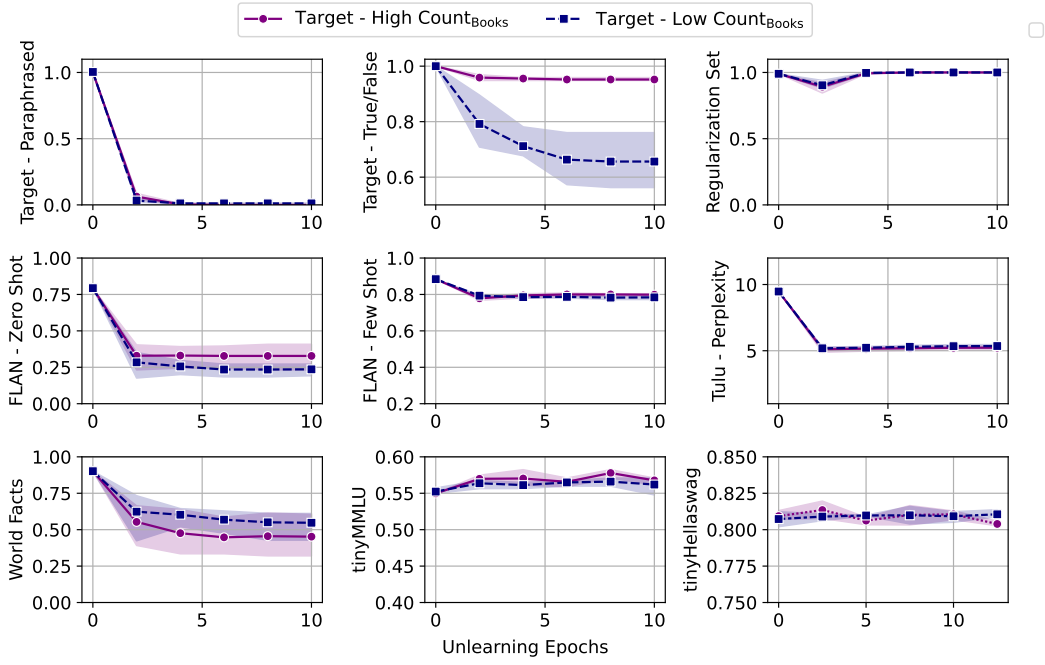 Target - High Count_Books Target - Low Count_Books
Target - Paraphrased
1.0
0.5
0.0
0 5 10
Target - True/False
1.0
0.8
0.6
0 5 10
Regularization Set
1.0
0.5
0.0
0 5 10
FLAN - Zero Shot
1.00
0.75
0.50
0.25
0.00
0 5 10
FLAN - Few Shot
1.0
0.8
0.6
0.4
0.2
0 5 10
Tulu - Perplexity
10
5
0 5 10
World Facts
1.00
0.75
0.50
0.25
0.00
0 5 10
tinyMMLU
0.60
0.55
0.50
0.45
0.40
0 5 10
tinyHellaswag
0.850
0.825
0.800
0.775
0.750
0 5 10
Unlearning Epochs